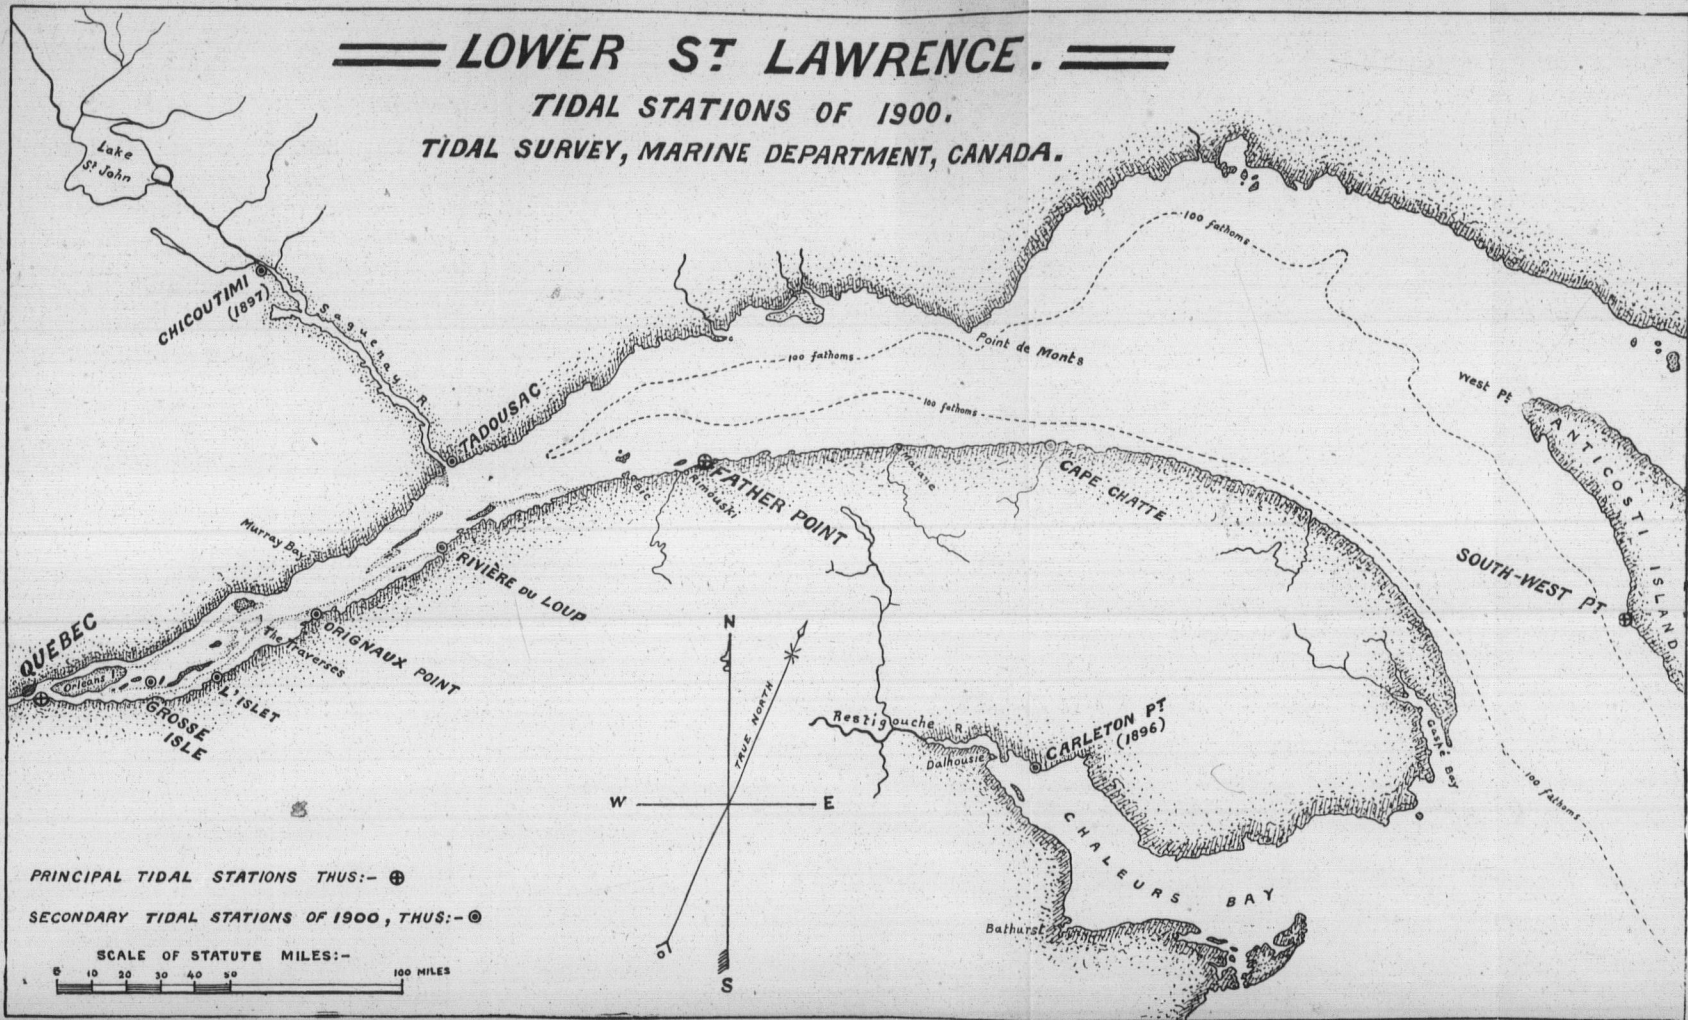 LOWER ST. LAWRENCE.
TIDAL STATIONS OF 1900.
TIDAL SURVEY, MARINE DEPARTMENT, CANADA.
Lake
St. John
100 fathoms
CHICOUTIMI
(1897)
Saguenay R.
Point de Monts
100 fathoms
West Pt.
TADOUSAC
100 fathoms
ANTICOSTI ISLAND
CAPE CHATTE
Matane
FATHER POINT
Rimouski
Bic
Murray Bay
SOUTH-WEST PT.
RIVIÈRE DU LOUP
QUEBEC
ORIGNAUX POINT
The Traverses
Orleans I.
L'ISLET
GROSSE
ISLE
N
TRUE NORTH
W
E
S
Restigouche R.
CARLETON PT.
(1896)
Dalhousie
Gaspé Bay
100 fathoms
CHALEURS BAY
Bathurst
PRINCIPAL TIDAL STATIONS THUS:-
SECONDARY TIDAL STATIONS OF 1900, THUS:-
SCALE OF STATUTE MILES:-
0 10 20 30 40 50 100 MILES